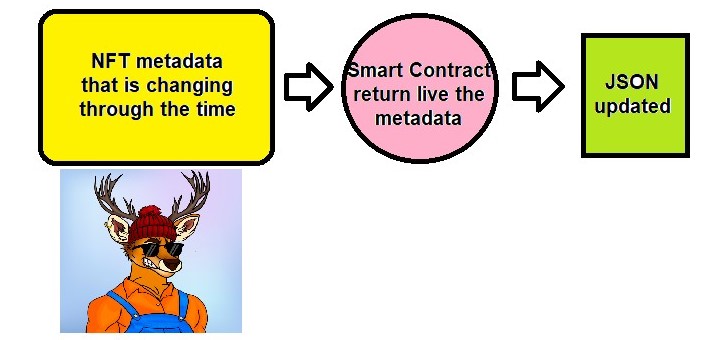 NFT metadata
that is changing
through the time
Smart Contract
return live the
metadata
JSON
updated